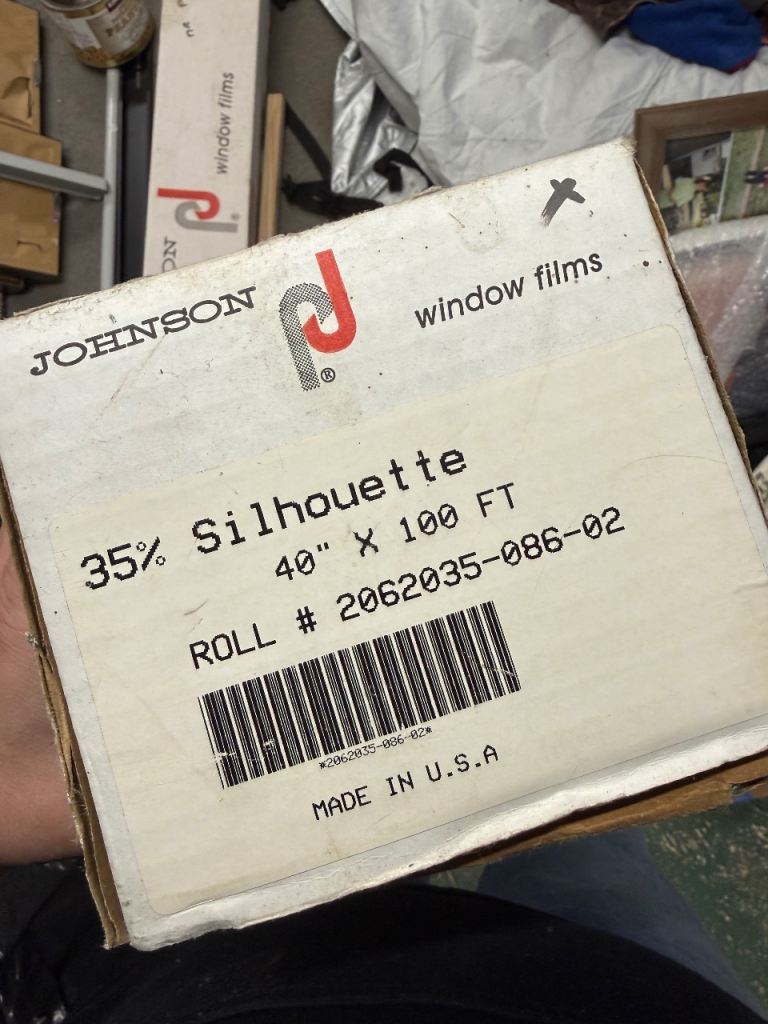 window films
JOHNSON
®
window films
35% Silhouette
40" X 100 FT
ROLL # 2062035-086-02
*2062035-086-02*
MADE IN U.S.A